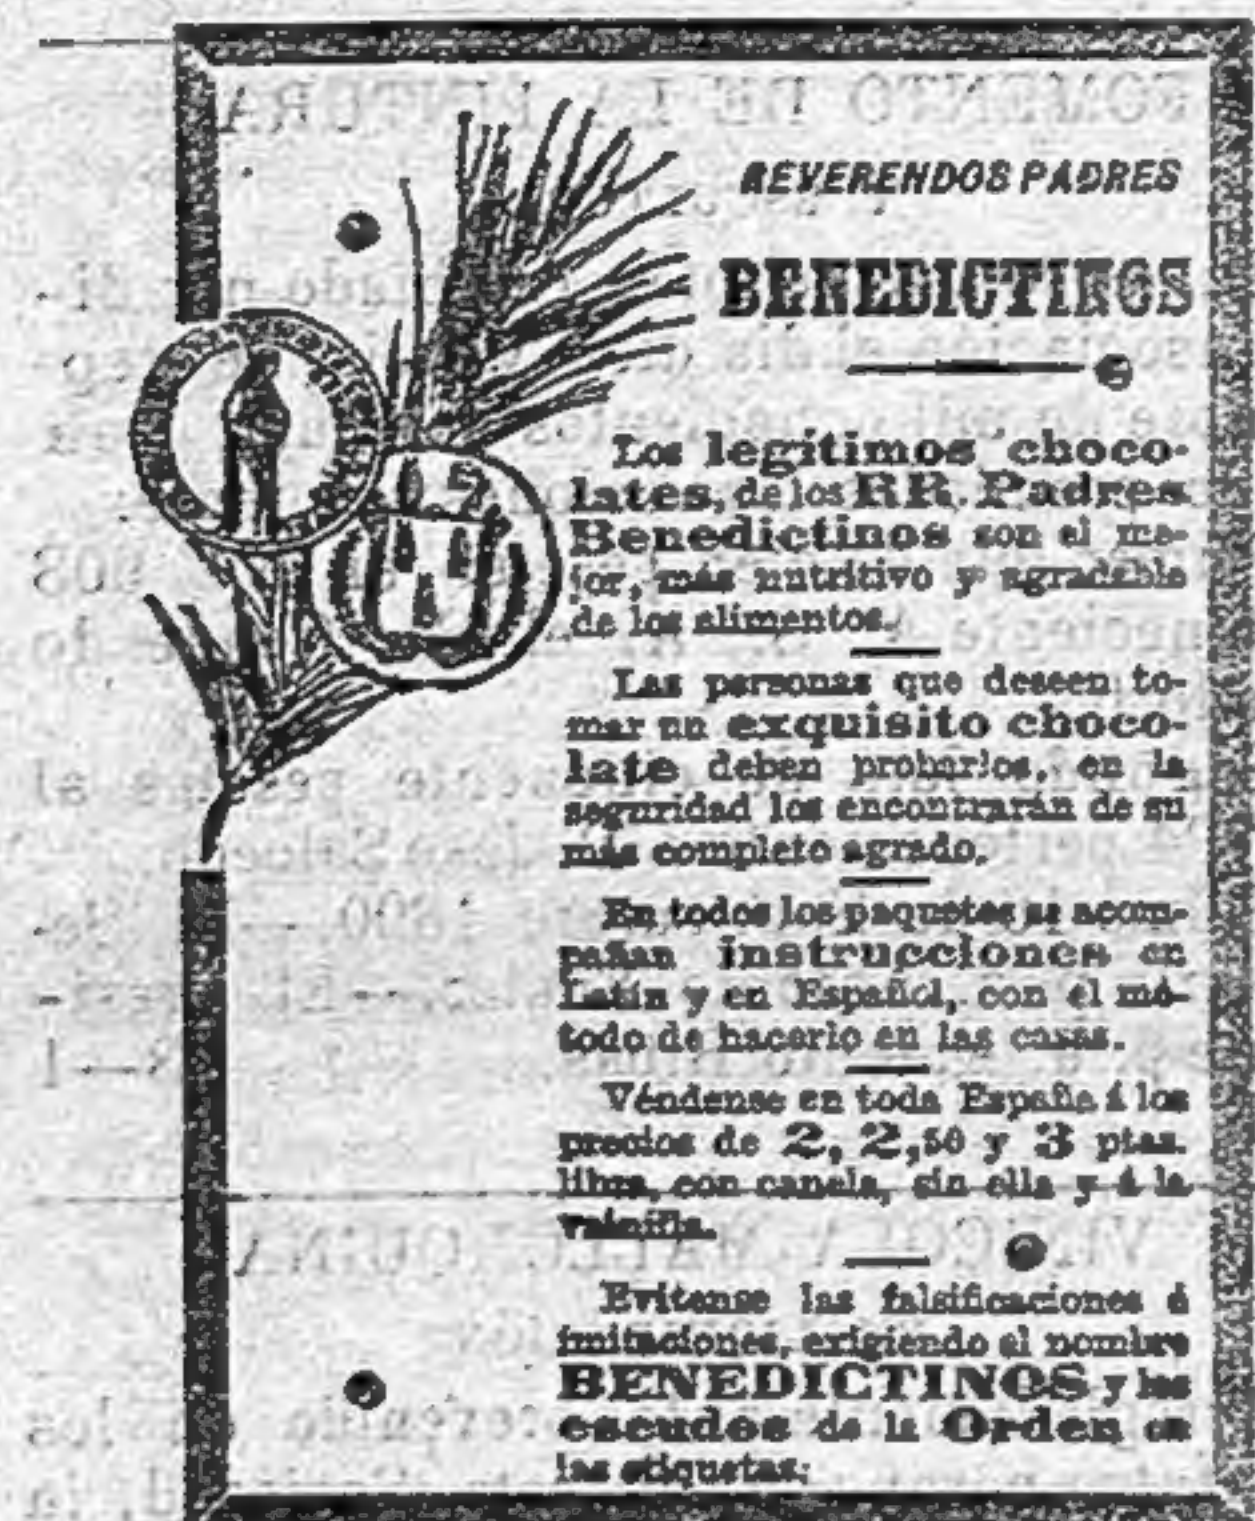 REVERENDOS PADRES
BENEDICTINOS
Los legítimos choco-
lates, de los RR. Padres
Benedictinos son el me-
jor, más nutritivo y agradable
de los alimentos.
Las personas que deseen to-
mar un exquisito choco-
late deben probarlos, en la
seguridad los encontrarán de su
más completo agrado.
En todos los paquetes se acom-
pañan instrucciones en
Latín y en Español, con el mé-
todo de hacerlo en las casas.
Véndense en toda España á los
precios de 2, 2,50 y 3 ptas.
libra, con canela, sin ella y á la
vainilla.
Evítense las falsificaciones é
imitaciones, exigiendo el nombre
BENEDICTINOS y los
escudos de la Orden en
las etiquetas.